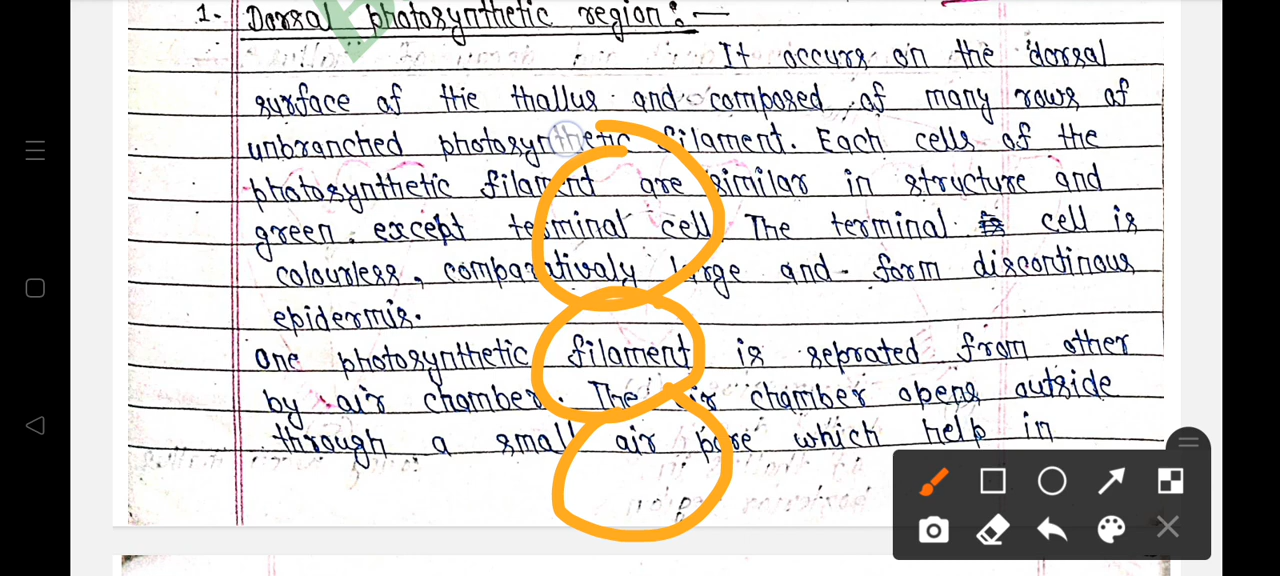 1. Dorsal photosynthetic region :-
It occurs on the dorsal
surface of the thallus and composed of many rows of
unbranched photosynthetic filament. Each cells of the
photosynthetic filament are similar in structure and
green except terminal cell. The terminal cell is
colourless, comparativaly large and form discontinous
epidermis.
One photosynthetic filament is seprated from other
by air chamber. The air chamber opens outside
through a small air pore which help in